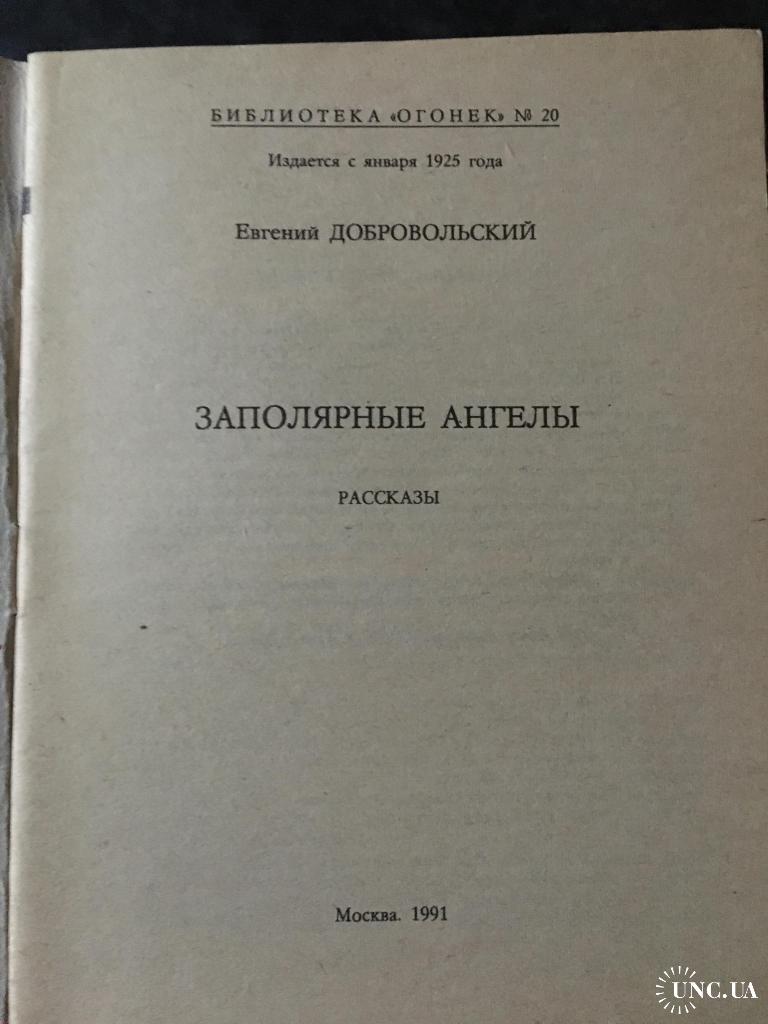 БИБЛИОТЕКА «ОГОНЕК» № 20
Издается с января 1925 года
Евгений ДОБРОВОЛЬСКИЙ
ЗАПОЛЯРНЫЕ АНГЕЛЫ
РАССКАЗЫ
Москва. 1991
UNC.UA